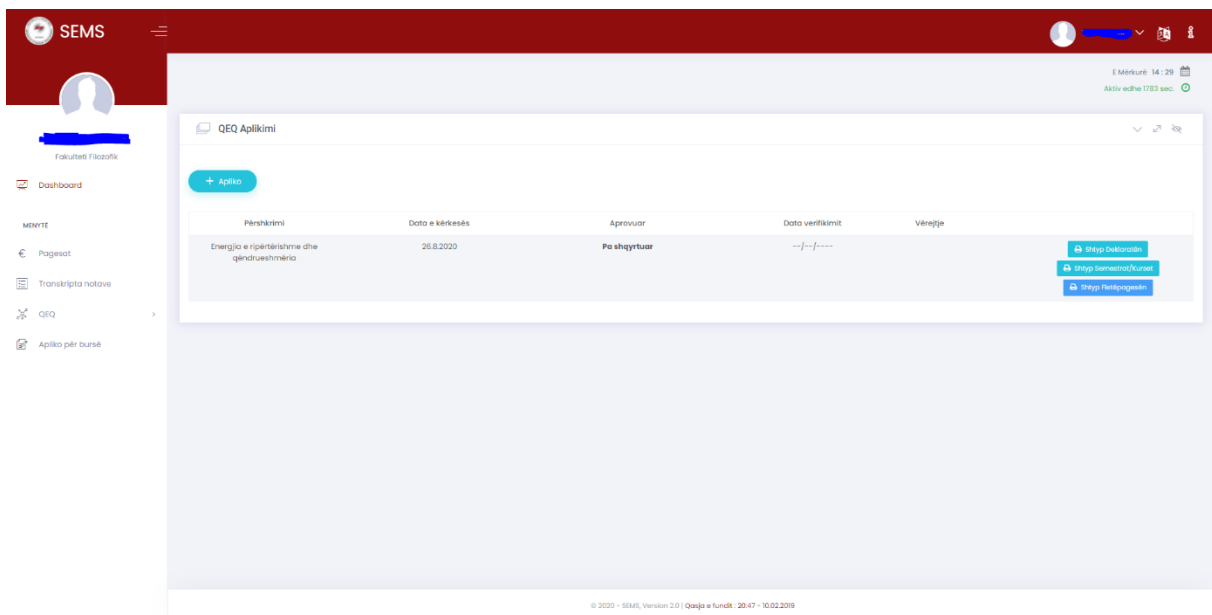 SEMS
E Mërkurë 14:29
Aktiv edhe 1783 sec.
Fakulteti Filozofik
Dashboard
MENYTË
Pagesat
Transkripta notave
QEQ
Apliko për bursë
QEQ Aplikimi
+ Apliko
Përshkrimi Data e kërkesës Aprovuar Data verifikimit Vërejtje
Energjia e ripërtërishme dhe qëndrueshmëria 26.8.2020 Pa shqyrtuar --/--/----
Shtyp Deklaratën
Shtyp Semestrat/Kurset
Shtyp Fletëpagesën
© 2020 - SEMS, Version 2.0 | Qasja e fundit : 20:47 - 10.02.2019